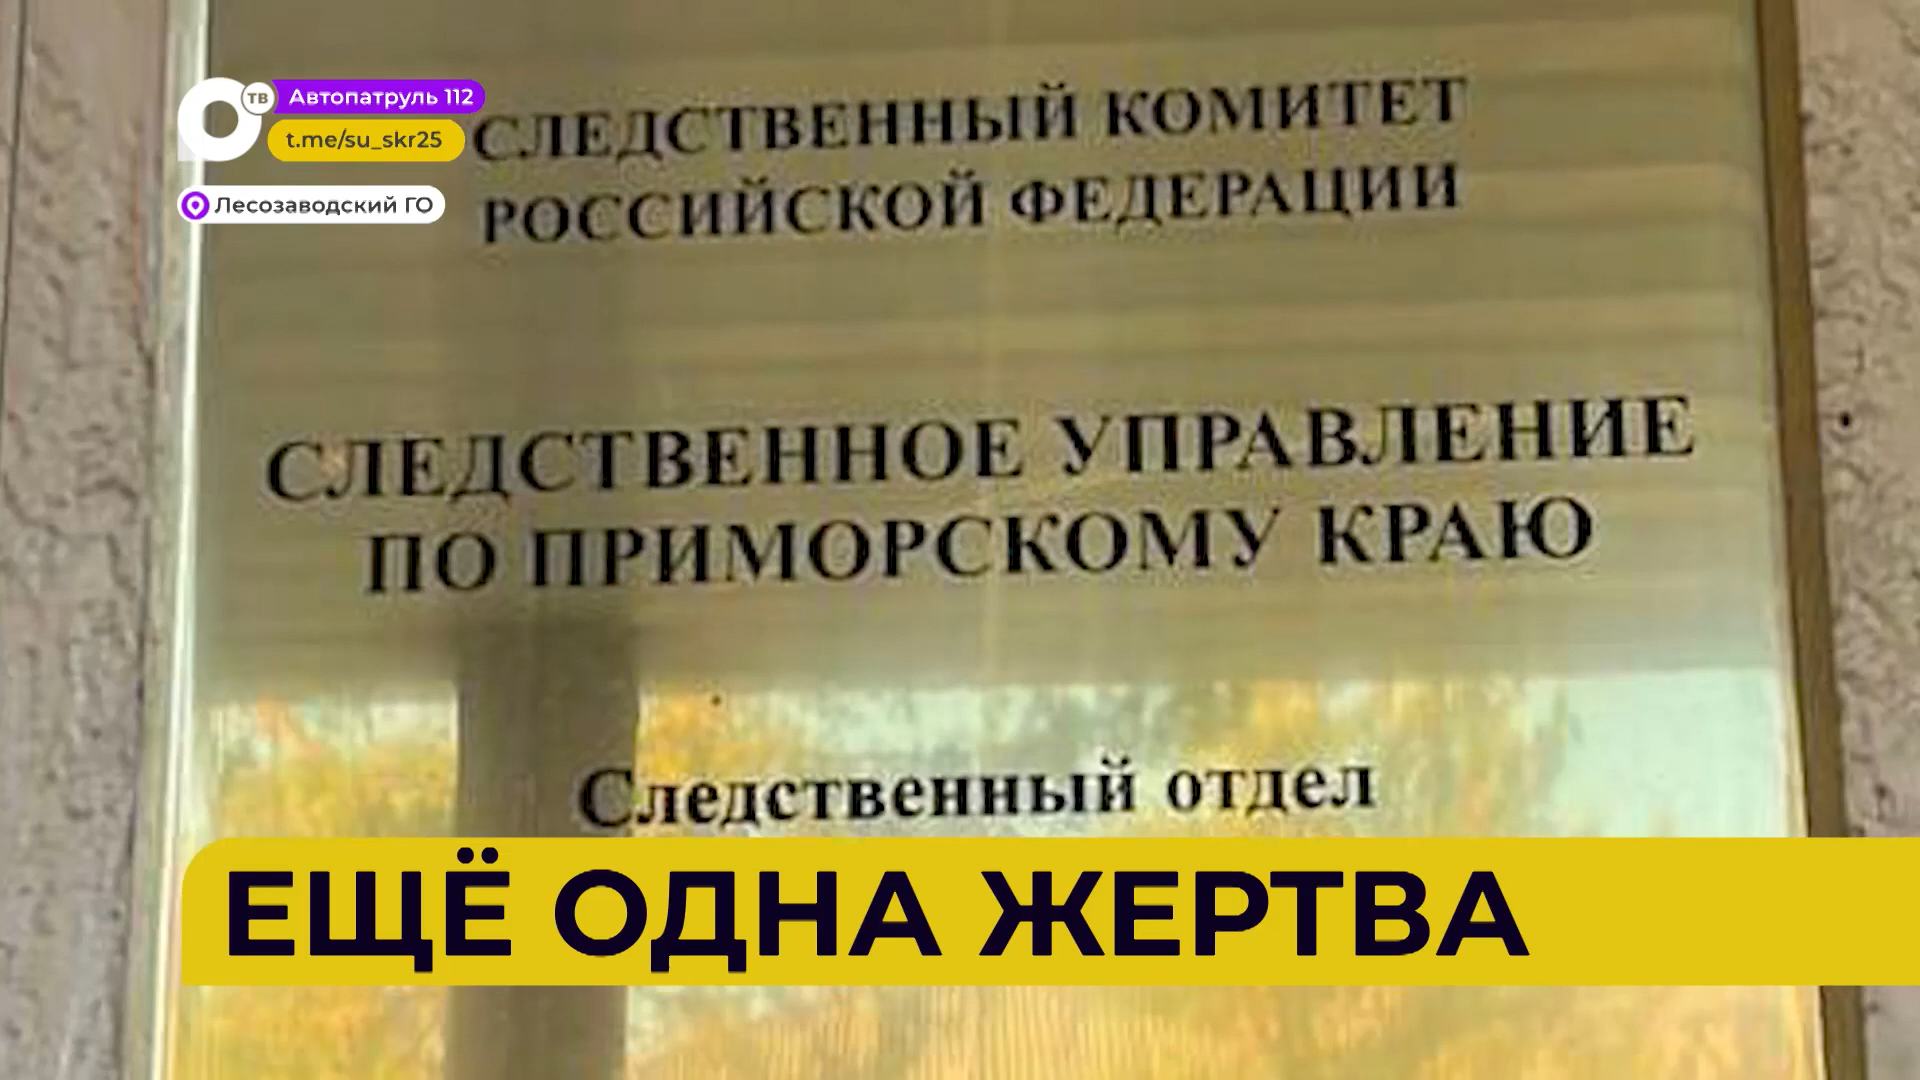 ТВ
Автопатруль 112
t.me/su_skr25
Лесозаводский ГО
СЛЕДСТВЕННЫЙ КОМИТЕТ
РОССИЙСКОЙ ФЕДЕРАЦИИ
СЛЕДСТВЕННОЕ УПРАВЛЕНИЕ
ПО ПРИМОРСКОМУ КРАЮ
Следственный отдел
ЕЩЁ ОДНА ЖЕРТВА